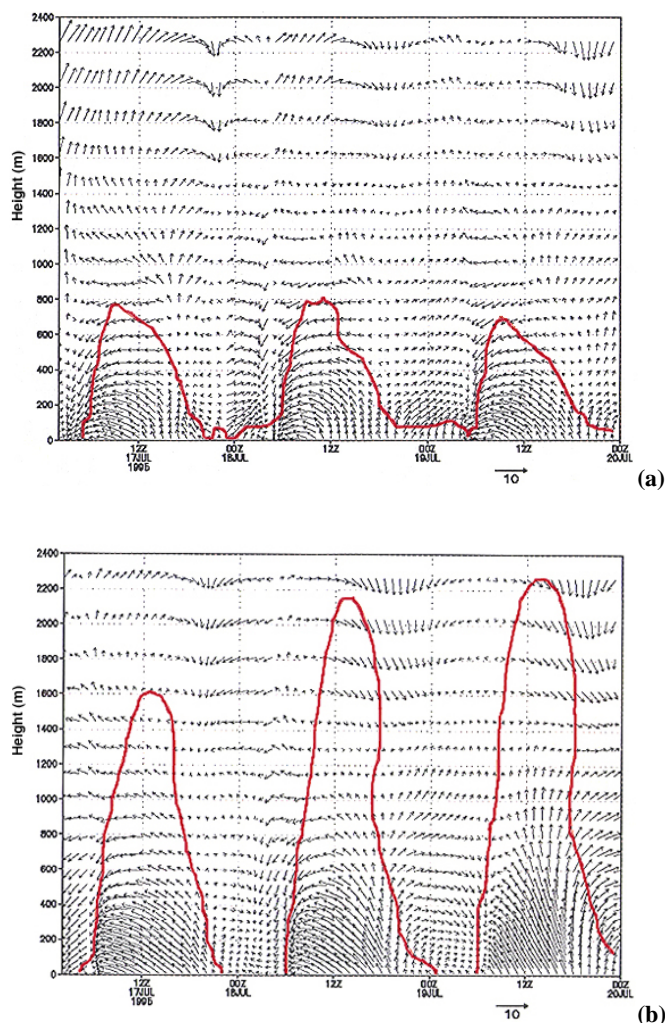 2400
2200
2000
1800
1600
1400
1200
1000
800
600
400
200
0
Height (m)
12Z
17JUL
1995
00Z
18JUL
12Z
00Z
19JUL
12Z
00Z
20JUL
10
(a)
2400
2200
2000
1800
1600
1400
1200
1000
800
600
400
200
0
Height (m)
12Z
17JUL
1995
00Z
18JUL
12Z
00Z
19JUL
12Z
00Z
20JUL
10
(b)